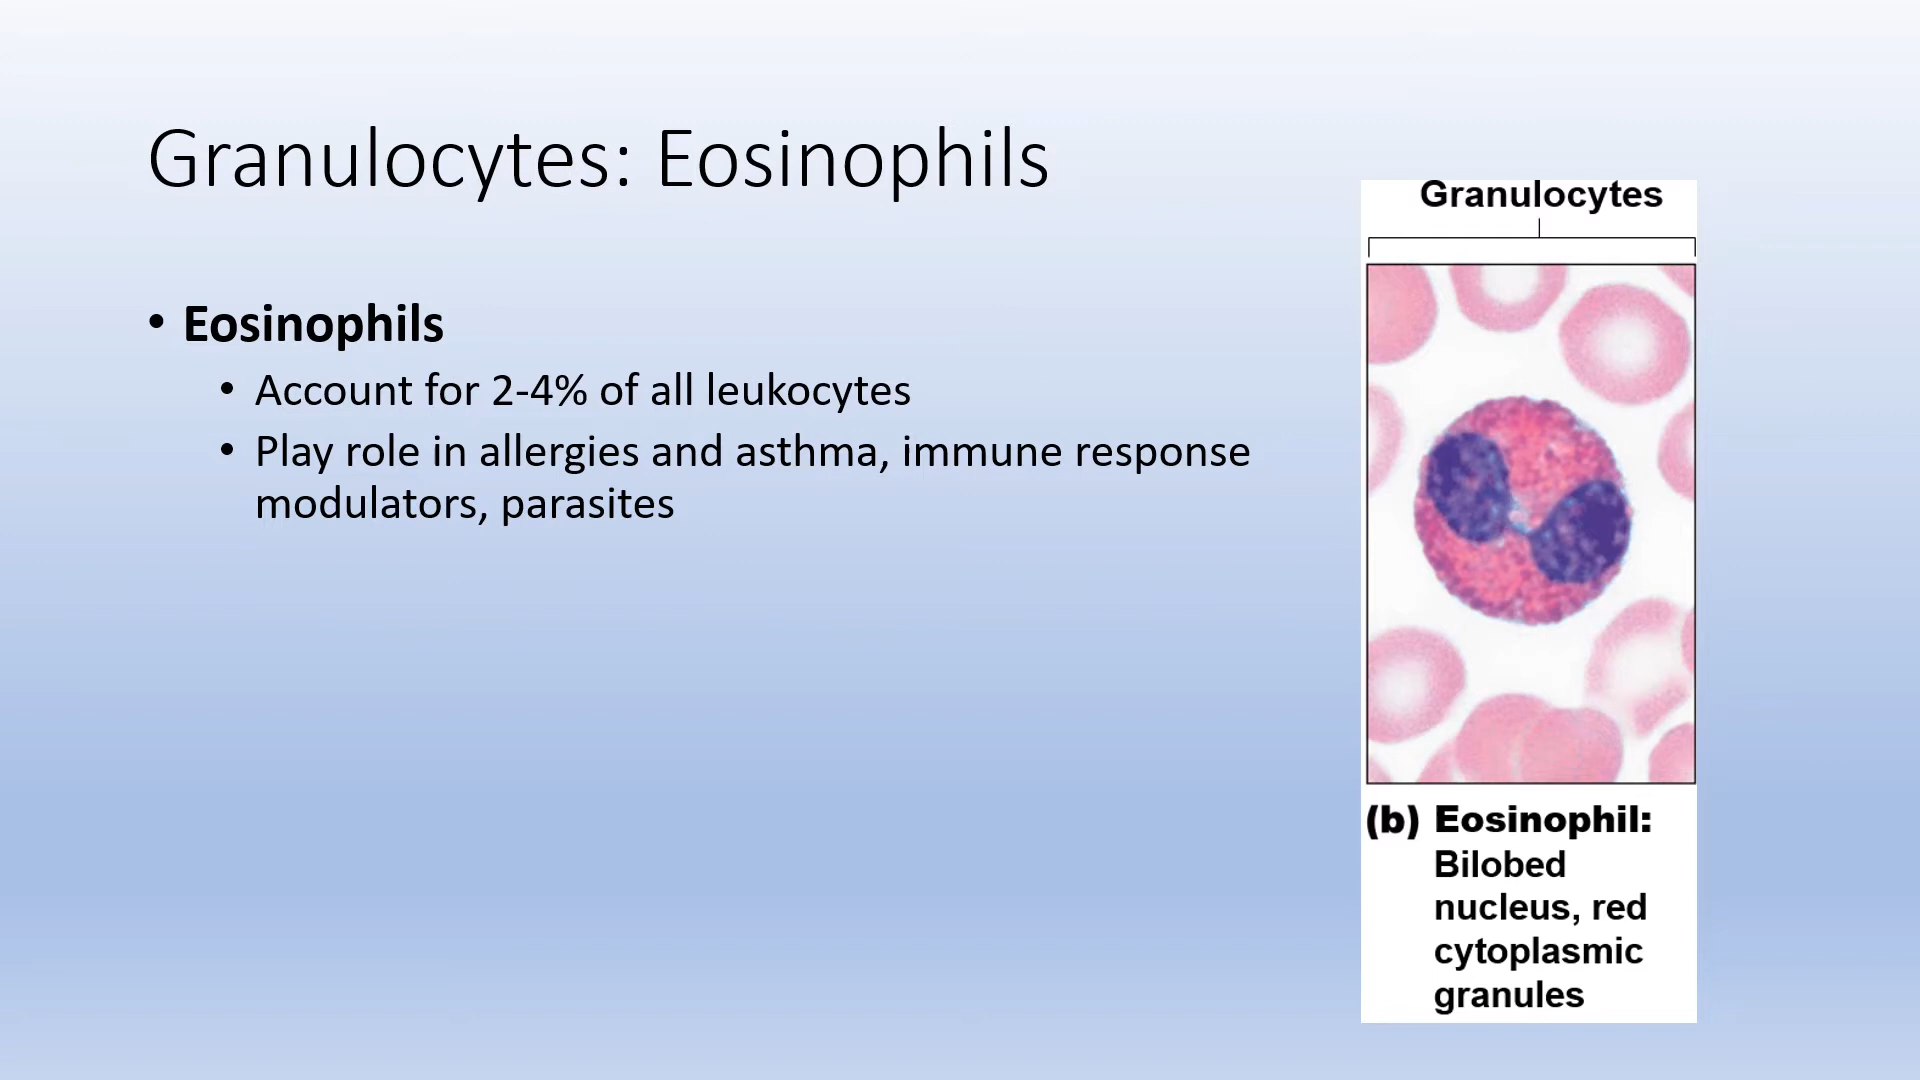 Granulocytes: Eosinophils
• Eosinophils
• Account for 2-4% of all leukocytes
• Play role in allergies and asthma, immune response
modulators, parasites
Granulocytes
(b) Eosinophil:
Bilobed
nucleus, red
cytoplasmic
granules